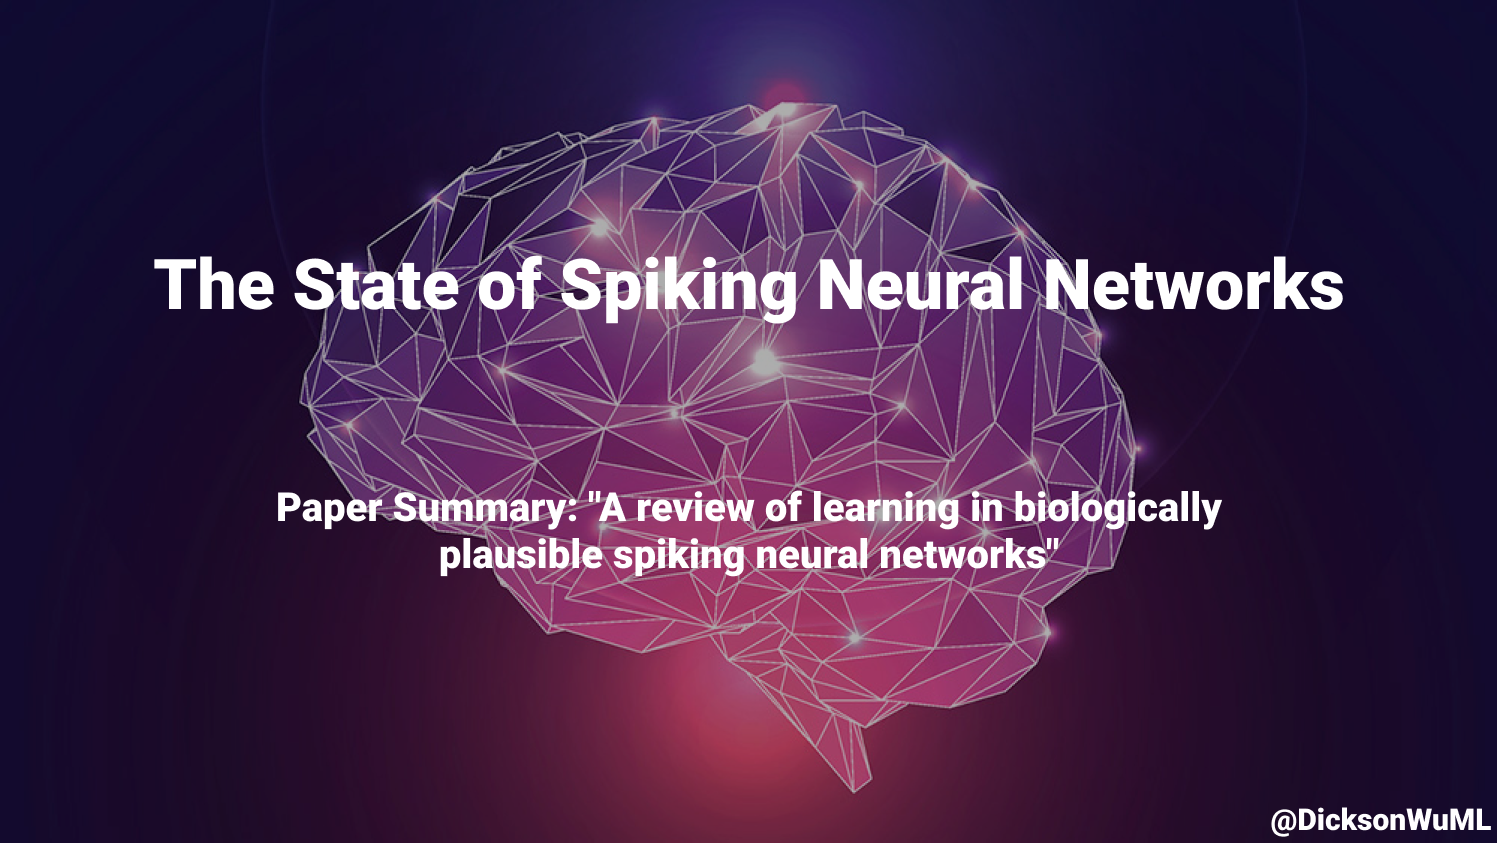 The State of Spiking Neural Networks
Paper Summary: "A review of learning in biologically
plausible spiking neural networks"
@DicksonWuML